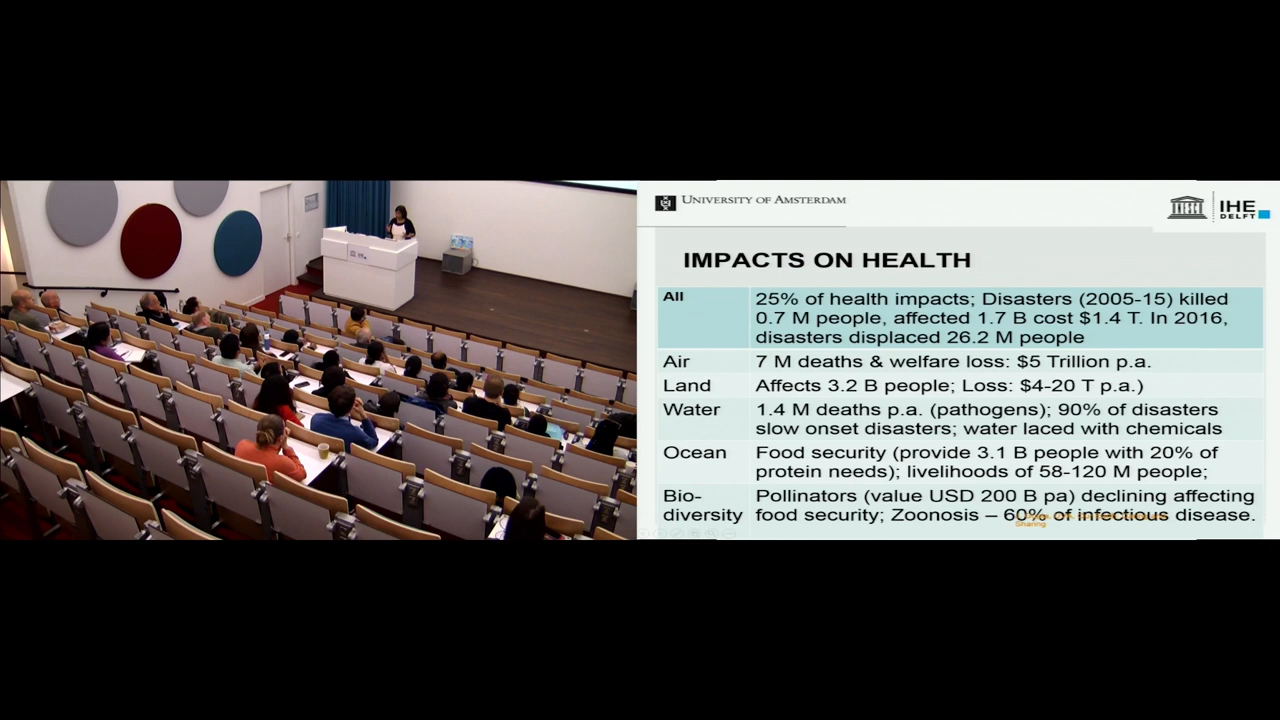 UNIVERSITY OF AMSTERDAM
UNESCO
IHE
DELFT
IMPACTS ON HEALTH
All
25% of health impacts; Disasters (2005-15) killed
0.7 M people, affected 1.7 B cost $1.4 T. In 2016,
disasters displaced 26.2 M people
Air
7 M deaths & welfare loss: $5 Trillion p.a.
Land
Affects 3.2 B people; Loss: $4-20 T p.a.)
Water
1.4 M deaths p.a. (pathogens); 90% of disasters
slow onset disasters; water laced with chemicals
Ocean
Food security (provide 3.1 B people with 20% of
protein needs); livelihoods of 58-120 M people;
Bio-
diversity
Pollinators (value USD 200 B pa) declining affecting
food security; Zoonosis – 60% of infectious disease.
Sharing